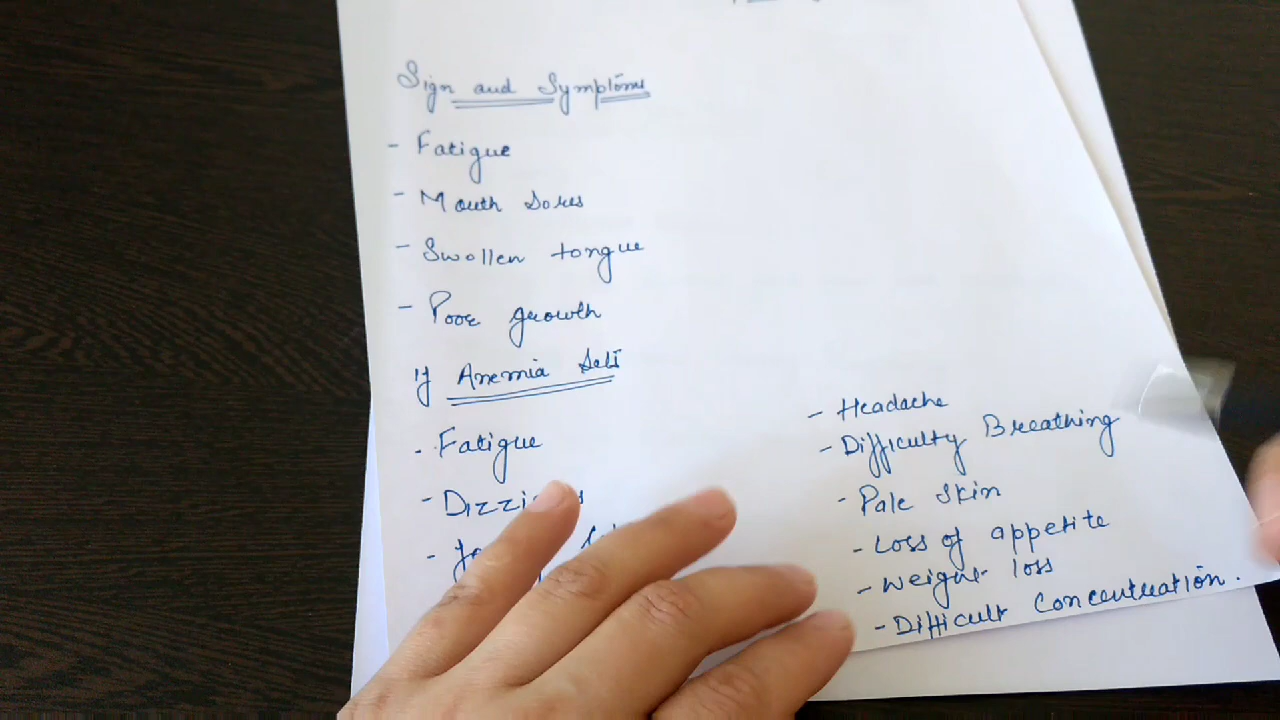 Sign and Symptoms
- Fatigue
- Mouth Sores
- Swollen tongue
- Poor growth
If Anemia Sets
- Fatigue
- Headache
- Difficulty Breathing
- Pale Skin
- Loss of appetite
- Weight loss
- Difficult Concentration.